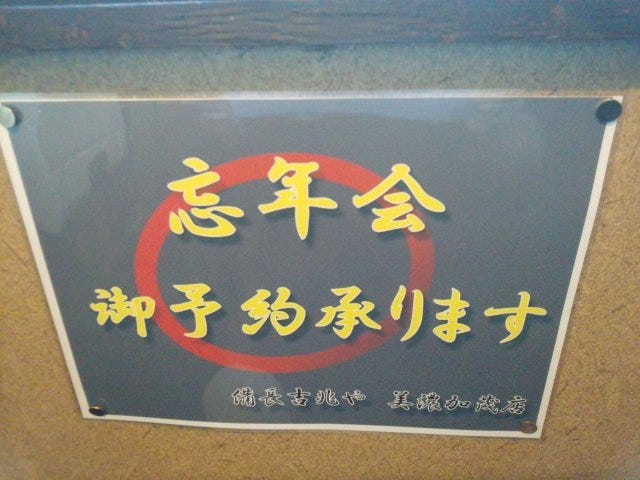 忘年会
御予約承ります
備長吉兆や 美濃加茂店